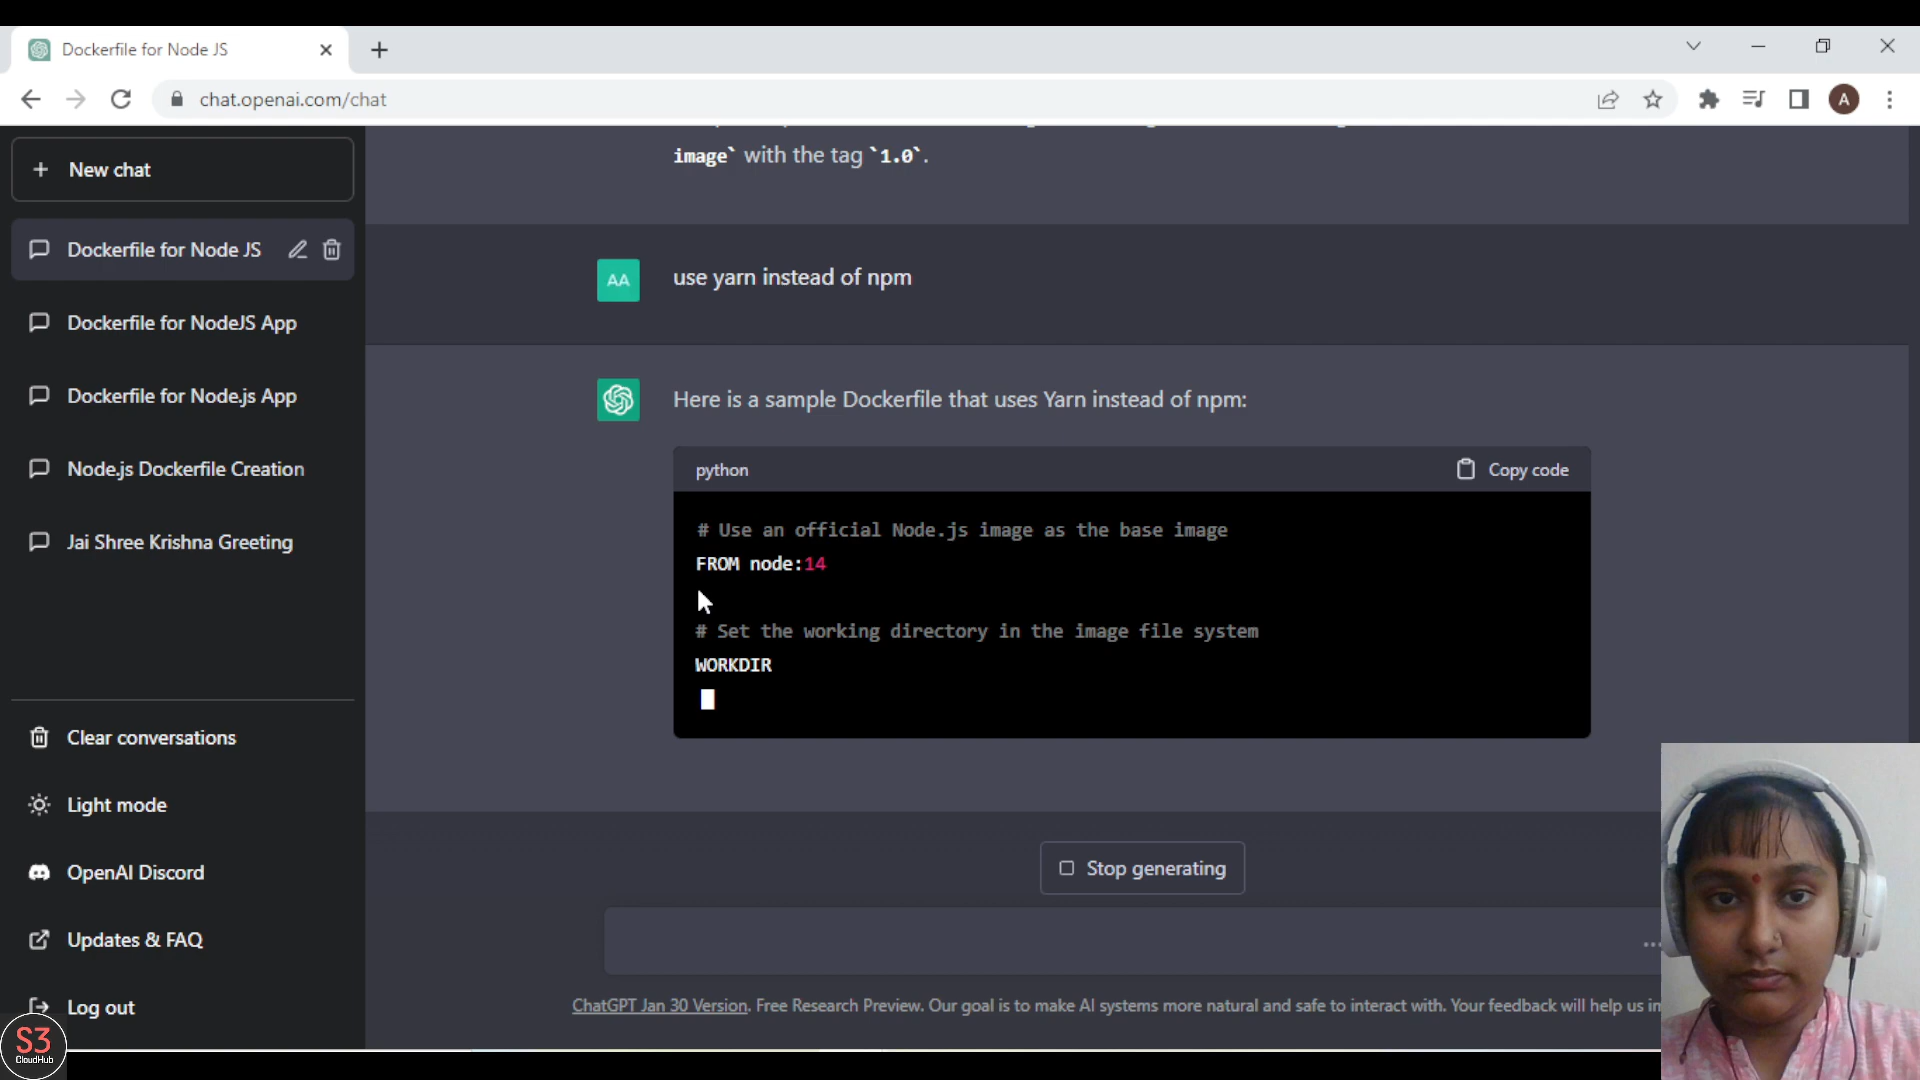 Dockerfile for Node JS
chat.openai.com/chat
A
New chat
Dockerfile for Node JS
Dockerfile for NodeJS App
Dockerfile for Node.js App
Node.js Dockerfile Creation
Jai Shree Krishna Greeting
Clear conversations
Light mode
OpenAI Discord
Updates & FAQ
Log out
S3
CloudHub
image` with the tag `1.0`.
AA
use yarn instead of npm
Here is a sample Dockerfile that uses Yarn instead of npm:
python
Copy code
# Use an official Node.js image as the base image
FROM node:14
# Set the working directory in the image file system
WORKDIR
Stop generating
ChatGPT Jan 30 Version. Free Research Preview. Our goal is to make AI systems more natural and safe to interact with. Your feedback will help us